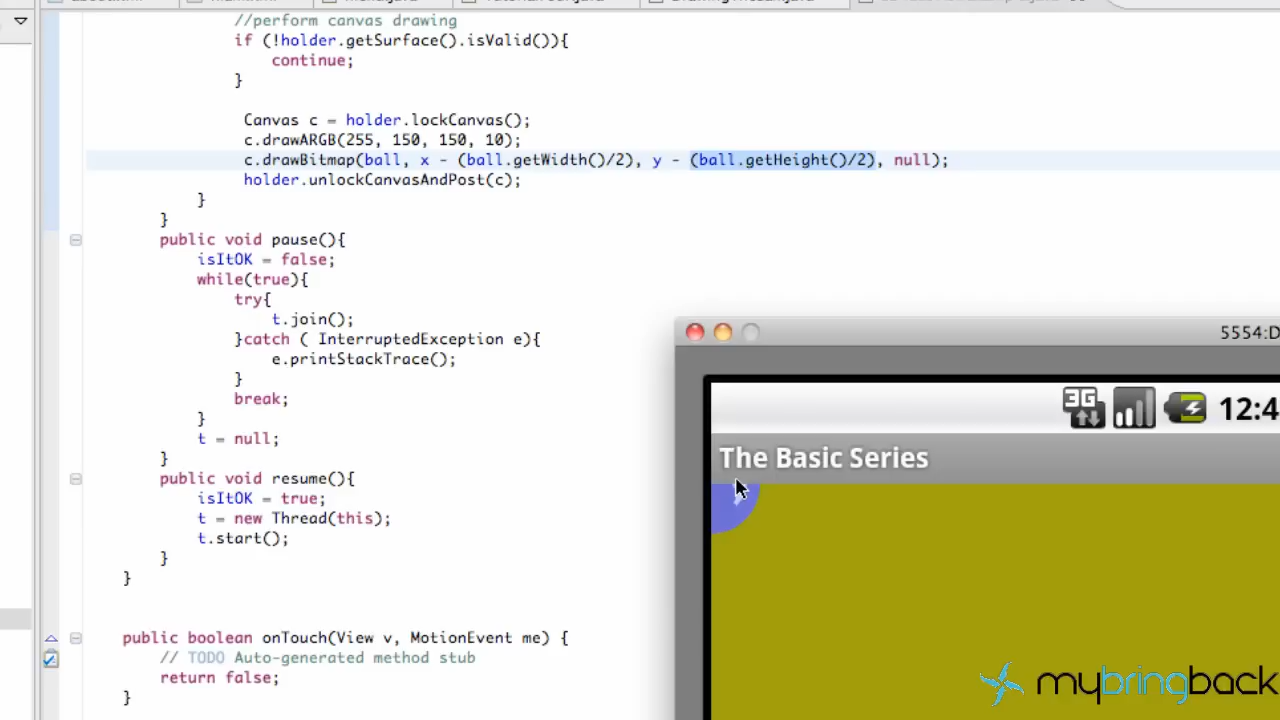 //perform canvas drawing
if (!holder.getSurface().isValid()){
continue;
}
Canvas c = holder.lockCanvas();
c.drawARGB(255, 150, 150, 10);
c.drawBitmap(ball, x - (ball.getWidth()/2), y - (ball.getHeight()/2), null);
holder.unlockCanvasAndPost(c);
}
}
public void pause(){
isItOK = false;
while(true){
try{
t.join();
}catch ( InterruptedException e){
e.printStackTrace();
}
break;
}
t = null;
}
public void resume(){
isItOK = true;
t = new Thread(this);
t.start();
}
}
public boolean onTouch(View v, MotionEvent me) {
// TODO Auto-generated method stub
return false;
}
5554:D
3G
12:4
The Basic Series
mybringback